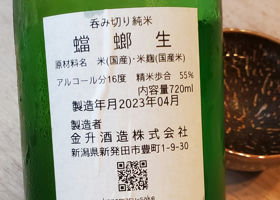 呑み切り純米
蟷螂生
原材料名 米(国産)・米麹(国産米)
アルコール分16度 精米歩合 55%
内容量720ml
製造年月2023年04月
製造者
金升酒造株式会社
新潟県新発田市豊町1-9-30